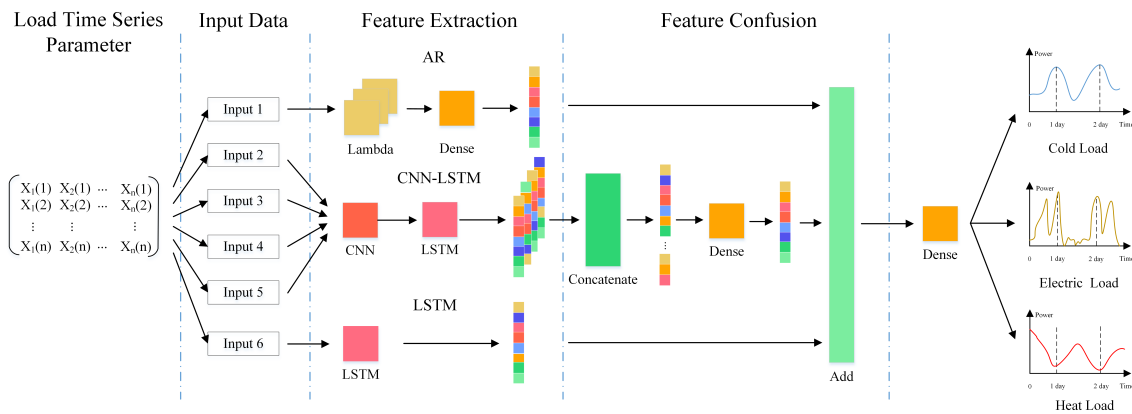 Load Time Series
Parameter
Input Data
Feature Extraction
Feature Confusion
X₁(1) X₂(1) ··· Xₙ(1)
X₁(2) X₂(2) ··· Xₙ(2)
⋮ ⋮ ⋮
X₁(n) X₂(n) ··· Xₙ(n)
Input 1
Input 2
Input 3
Input 4
Input 5
Input 6
AR
Lambda
Dense
CNN-LSTM
CNN
LSTM
LSTM
LSTM
Concatenate
⋮
Dense
Add
Dense
Power
0 1 day 2 day Time
Cold Load
Power
0 1 day 2 day Time
Electric Load
Power
0 1 day 2 day Time
Heat Load